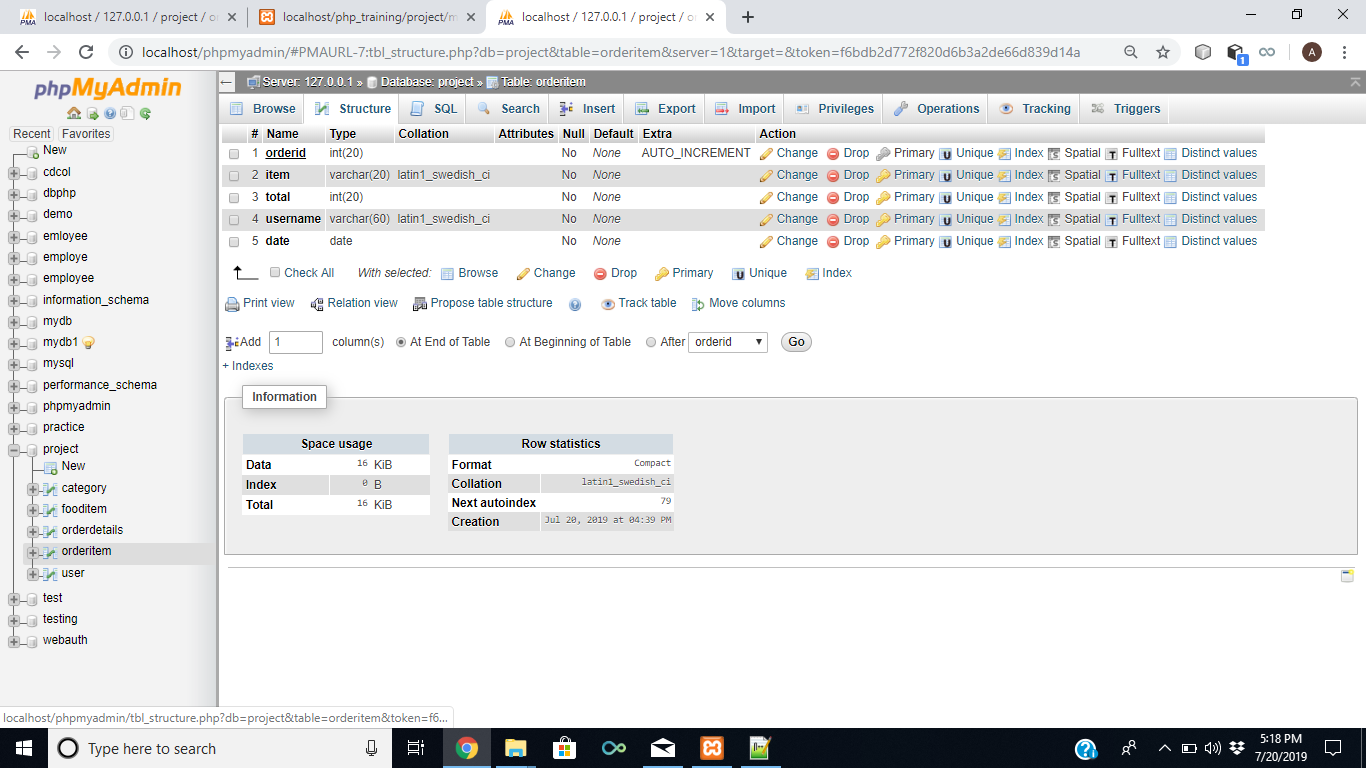 localhost / 127.0.0.1 / project / or
localhost/php_training/project/m
localhost / 127.0.0.1 / project / or
localhost/phpmyadmin/#PMAURL-7:tbl_structure.php?db=project&table=orderitem&server=1&target=&token=f6bdb2d772f820d6b3a2de66d839d14a
1
A
phpMyAdmin
Recent Favorites
New
cdcol
dbphp
demo
emloyee
employe
employee
information_schema
mydb
mydb1
mysql
performance_schema
phpmyadmin
practice
project
New
category
fooditem
orderdetails
orderitem
user
test
testing
webauth
Server: 127.0.0.1 » Database: project » Table: orderitem
Browse Structure SQL Search Insert Export Import Privileges Operations Tracking Triggers
# Name Type Collation Attributes Null Default Extra Action
1 orderid int(20) No None AUTO_INCREMENT Change Drop Primary Unique Index Spatial Fulltext Distinct values
2 item varchar(20) latin1_swedish_ci No None Change Drop Primary Unique Index Spatial Fulltext Distinct values
3 total int(20) No None Change Drop Primary Unique Index Spatial Fulltext Distinct values
4 username varchar(60) latin1_swedish_ci No None Change Drop Primary Unique Index Spatial Fulltext Distinct values
5 date date No None Change Drop Primary Unique Index Spatial Fulltext Distinct values
Check All With selected: Browse Change Drop Primary Unique Index
Print view Relation view Propose table structure Track table Move columns
Add 1 column(s) At End of Table At Beginning of Table After orderid Go
+ Indexes
Information
Space usage
Data 16 KiB
Index 0 B
Total 16 KiB
Row statistics
Format Compact
Collation latin1_swedish_ci
Next autoindex 79
Creation Jul 20, 2019 at 04:39 PM
localhost/phpmyadmin/tbl_structure.php?db=project&table=orderitem&token=f6...
Type here to search
5:18 PM
7/20/2019